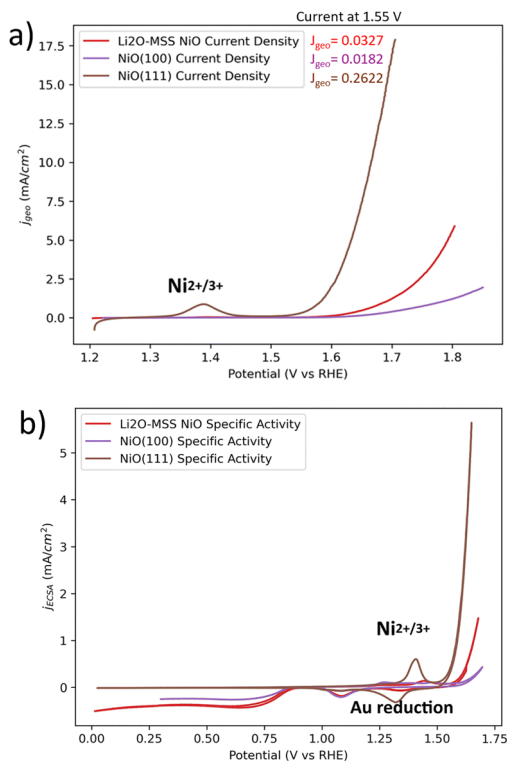 Current at 1.55 V
a)
Li2O-MSS NiO Current Density
NiO(100) Current Density
NiO(111) Current Density
Jgeo= 0.0327
Jgeo= 0.0182
Jgeo= 0.2622
17.5
15.0
12.5
10.0
7.5
5.0
2.5
0.0
jgeo (mA/cm²)
Ni2+/3+
1.2 1.3 1.4 1.5 1.6 1.7 1.8
Potential (V vs RHE)
b)
Li2O-MSS NiO Specific Activity
NiO(100) Specific Activity
NiO(111) Specific Activity
5
4
3
2
1
0
jECSA (mA/cm²)
Ni2+/3+
Au reduction
0.00 0.25 0.50 0.75 1.00 1.25 1.50 1.75
Potential (V vs RHE)